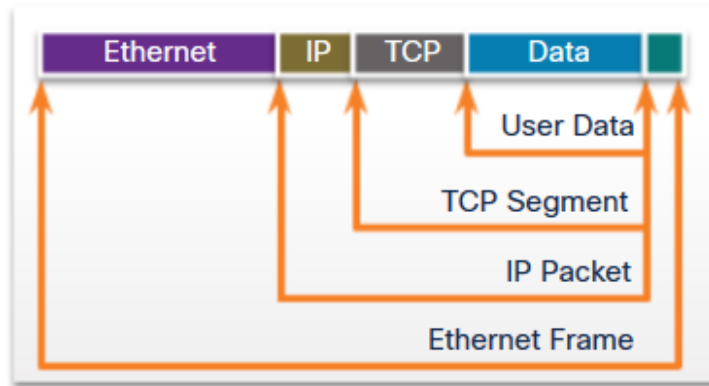 Ethernet IP TCP Data
User Data
TCP Segment
IP Packet
Ethernet Frame